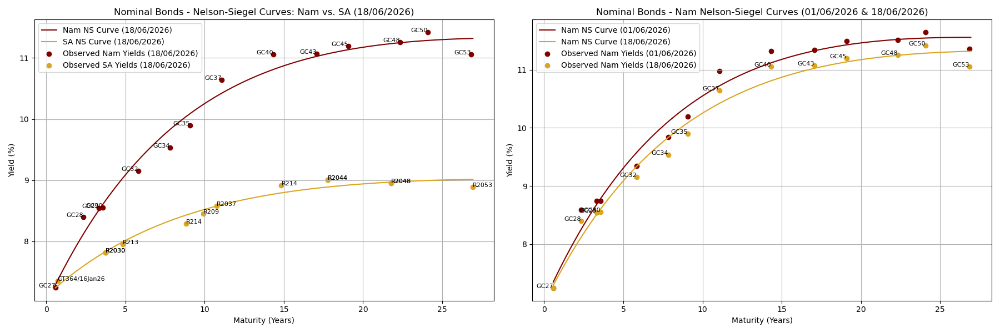 Nominal Bonds - Nelson-Siegel Curves: Nam vs. SA (18/06/2026)
Nam NS Curve (18/06/2026)
SA NS Curve (18/06/2026)
Observed Nam Yields (18/06/2026)
Observed SA Yields (18/06/2026)
Yield (%)
11
10
9
8
0
5
10
15
20
25
Maturity (Years)
GC27
GC28
GC29
GC30
GC32
GC34
GC35
GC37
GC40
GC43
GC45
GC48
GC50
GC53
GT364/16Jan26
R2030
R213
R214
R209
R2037
R214
R2044
R2048
R2053
Nominal Bonds - Nam Nelson-Siegel Curves (01/06/2026 & 18/06/2026)
Nam NS Curve (01/06/2026)
Nam NS Curve (18/06/2026)
Observed Nam Yields (01/06/2026)
Observed Nam Yields (18/06/2026)
Yield (%)
11
10
9
8
0
5
10
15
20
25
Maturity (Years)
GC27
GC28
GC29
GC30
GC32
GC34
GC35
GC37
GC40
GC43
GC45
GC48
GC50
GC53